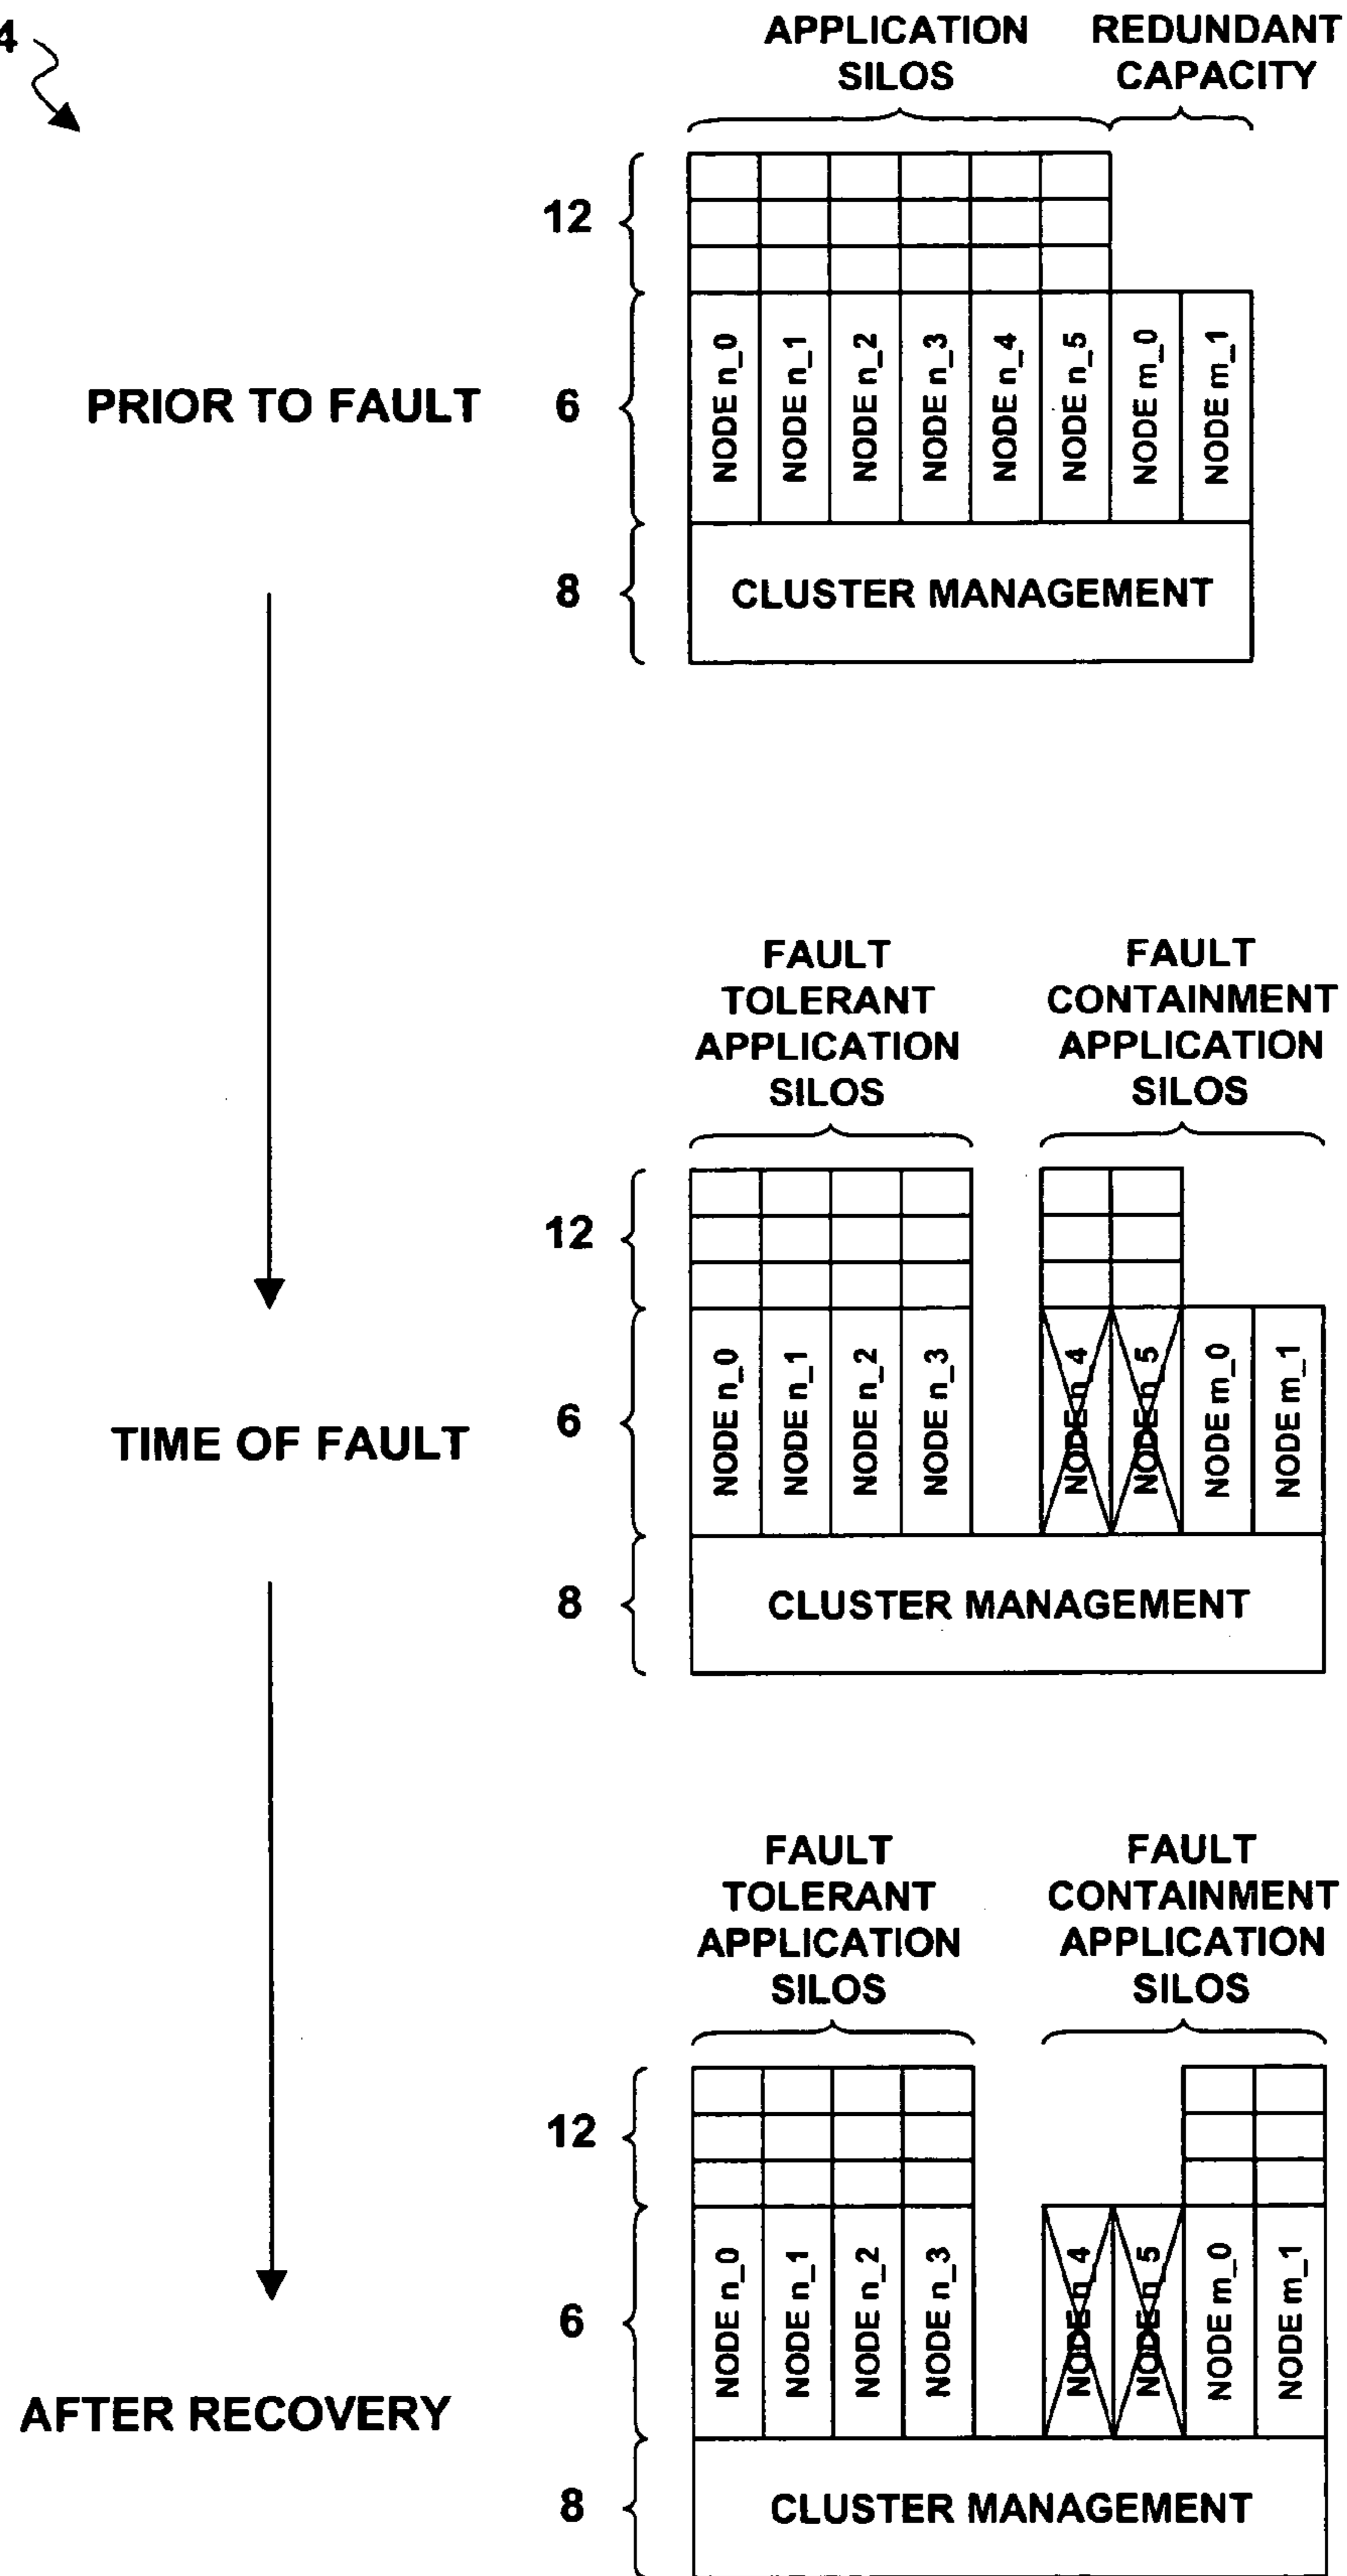 4
APPLICATION
SILOS
REDUNDANT
CAPACITY
12
PRIOR TO FAULT
6
NODE n_0
NODE n_1
NODE n_2
NODE n_3
NODE n_4
NODE n_5
NODE m_0
NODE m_1
8
CLUSTER MANAGEMENT
FAULT
TOLERANT
APPLICATION
SILOS
FAULT
CONTAINMENT
APPLICATION
SILOS
12
TIME OF FAULT
6
NODE n_0
NODE n_1
NODE n_2
NODE n_3
NODE n_4
NODE n_5
NODE m_0
NODE m_1
8
CLUSTER MANAGEMENT
FAULT
TOLERANT
APPLICATION
SILOS
FAULT
CONTAINMENT
APPLICATION
SILOS
12
6
NODE n_0
NODE n_1
NODE n_2
NODE n_3
NODE n_4
NODE n_5
NODE m_0
NODE m_1
AFTER RECOVERY
8
CLUSTER MANAGEMENT